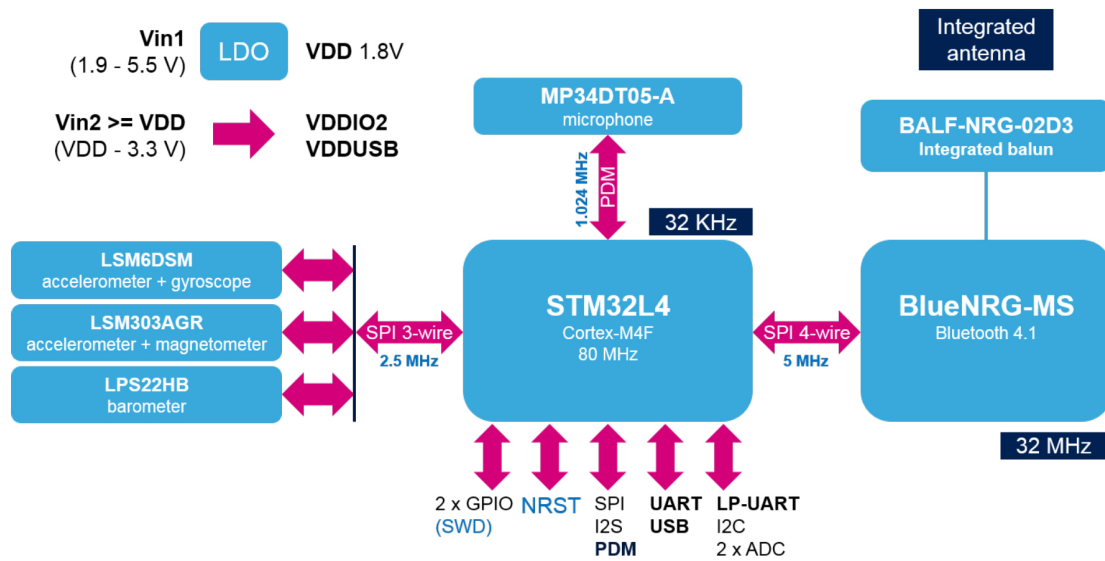 Vin1
(1.9 - 5.5 V)
LDO
VDD 1.8V
Integrated
antenna
Vin2 >= VDD
(VDD - 3.3 V)
VDDIO2
VDDUSB
MP34DT05-A
microphone
BALF-NRG-02D3
Integrated balun
1.024 MHz
PDM
32 KHz
LSM6DSM
accelerometer + gyroscope
LSM303AGR
accelerometer + magnetometer
LPS22HB
barometer
SPI 3-wire
2.5 MHz
STM32L4
Cortex-M4F
80 MHz
SPI 4-wire
5 MHz
BlueNRG-MS
Bluetooth 4.1
32 MHz
2 x GPIO
(SWD)
NRST
SPI
I2S
PDM
UART
USB
LP-UART
I2C
2 x ADC